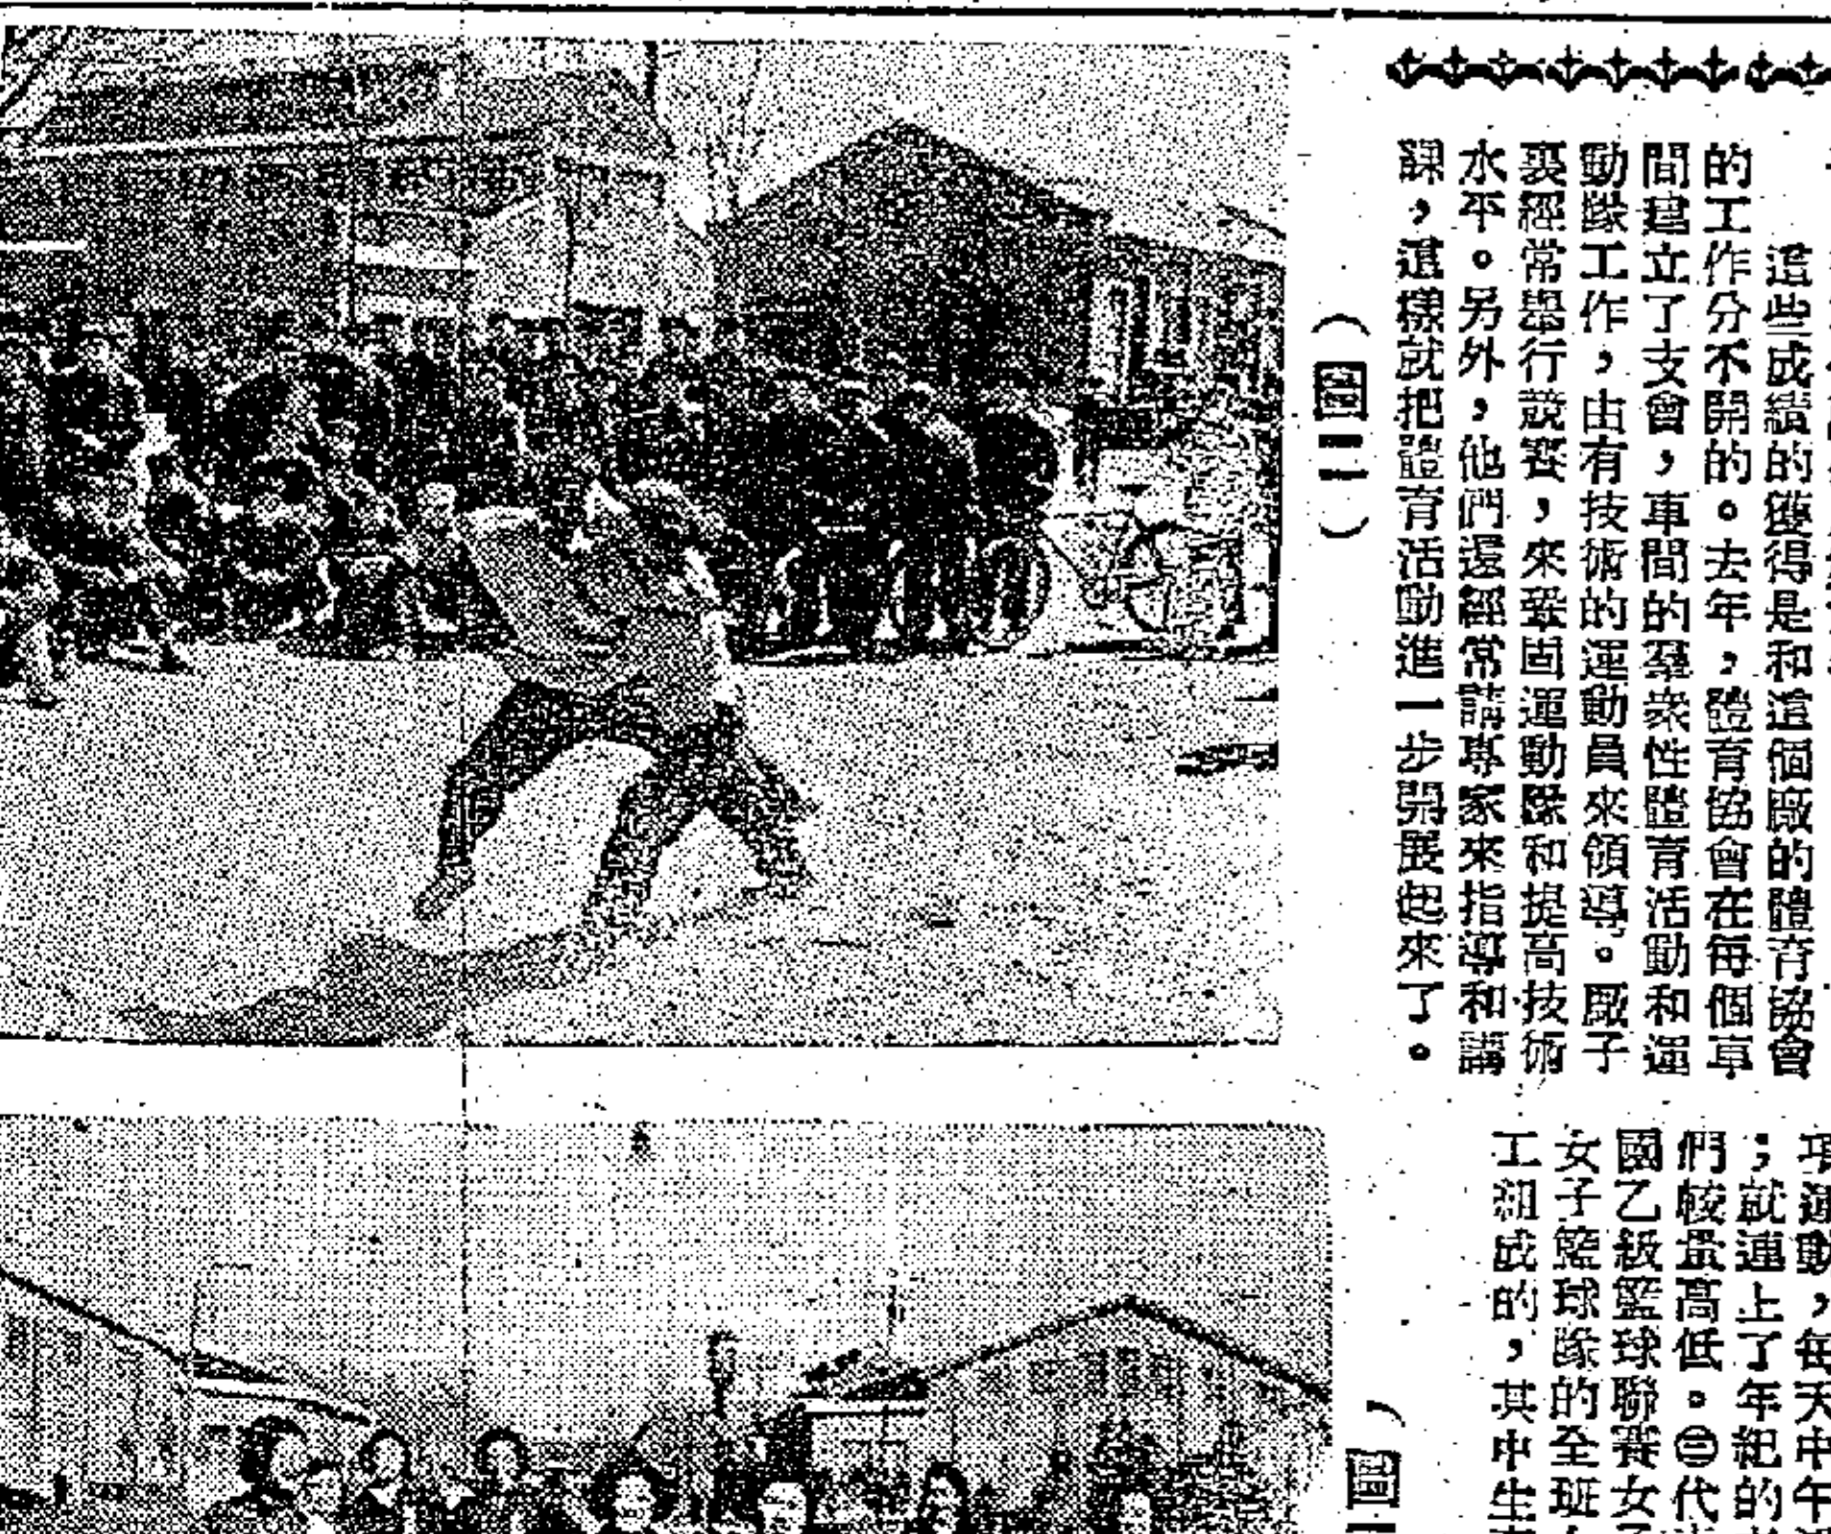 這些成績的獲得是和這個廠的體育協會
的工作分不開的。去年，體育協會在每個車
間建立了支會，車間的羣衆性體育活動和運
動隊工作，由有技術的運動員來領導。廠子
裏經常舉行競賽，來鞏固運動隊和提高技術
水平。另外，他們還經常請專家來指導和講
課，這樣就把體育活動進一步開展起來了。
（圖二）
項運動，每天中午
；就連上了年紀的
們較量高低。㊂代
國乙級籃球聯賽女
女子籃球隊的全班
工組成的，其中生
圖